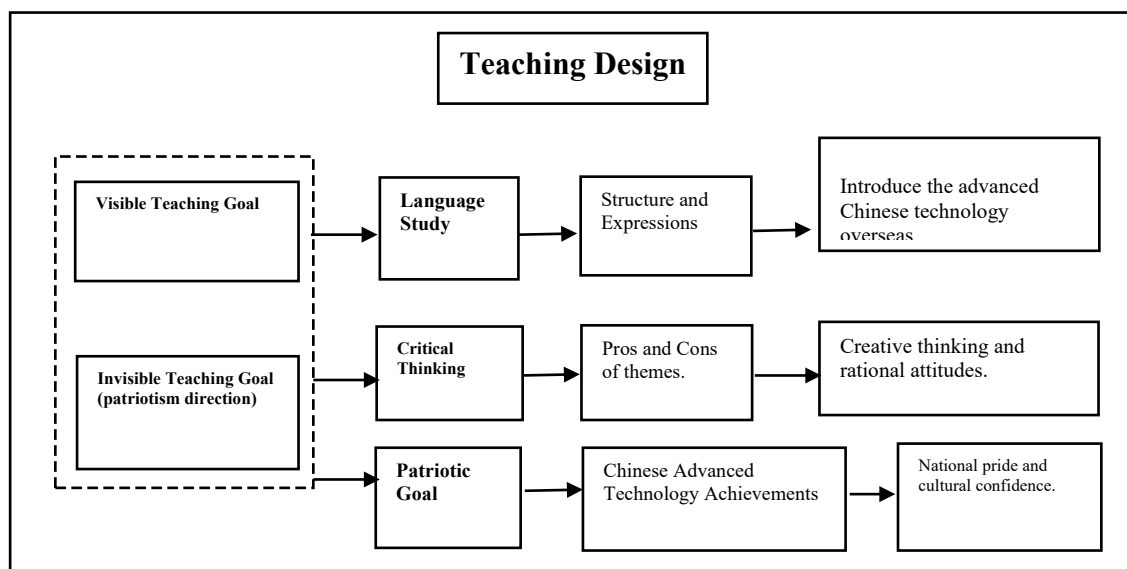 Teaching Design
Visible Teaching Goal
Language
Study
Structure and
Expressions
Introduce the advanced
Chinese technology
overseas
Invisible Teaching Goal
(patriotism direction)
Critical
Thinking
Pros and Cons
of themes.
Creative thinking and
rational attitudes.
Patriotic
Goal
Chinese Advanced
Technology Achievements
National pride and
cultural confidence.